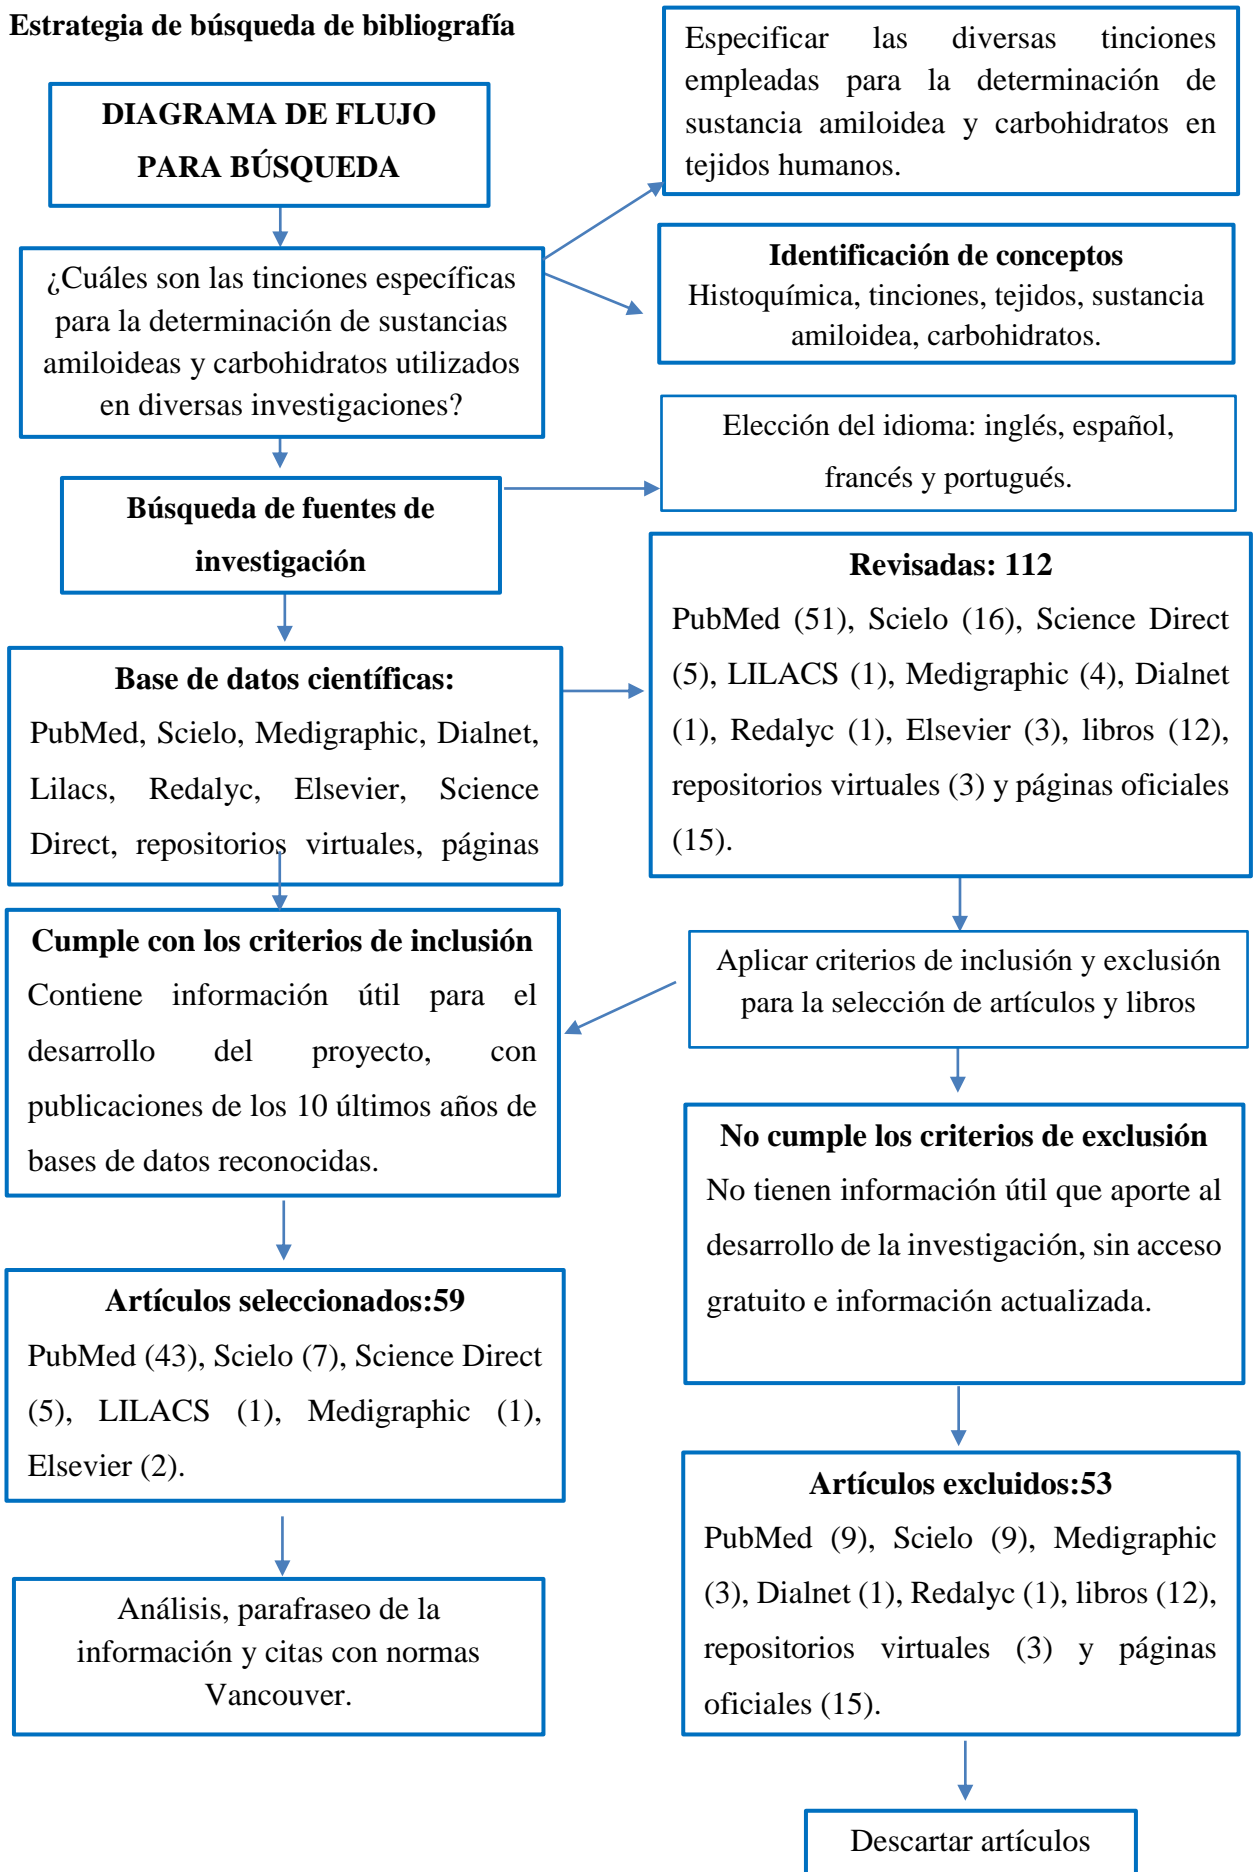 Estrategia de búsqueda de bibliografía
DIAGRAMA DE FLUJO
PARA BÚSQUEDA
Especificar las diversas tinciones
empleadas para la determinación de
sustancia amiloidea y carbohidratos en
tejidos humanos.
¿Cuáles son las tinciones específicas
para la determinación de sustancias
amiloideas y carbohidratos utilizados
en diversas investigaciones?
Identificación de conceptos
Histoquímica, tinciones, tejidos, sustancia
amiloidea, carbohidratos.
Elección del idioma: inglés, español,
francés y portugués.
Búsqueda de fuentes de
investigación
Base de datos científicas:
PubMed, Scielo, Medigraphic, Dialnet,
Lilacs, Redalyc, Elsevier, Science
Direct, repositorios virtuales, páginas
Revisadas: 112
PubMed (51), Scielo (16), Science Direct
(5), LILACS (1), Medigraphic (4), Dialnet
(1), Redalyc (1), Elsevier (3), libros (12),
repositorios virtuales (3) y páginas oficiales
(15).
Cumple con los criterios de inclusión
Contiene información útil para el
desarrollo del proyecto, con
publicaciones de los 10 últimos años de
bases de datos reconocidas.
Aplicar criterios de inclusión y exclusión
para la selección de artículos y libros
No cumple los criterios de exclusión
No tienen información útil que aporte al
desarrollo de la investigación, sin acceso
gratuito e información actualizada.
Artículos seleccionados:59
PubMed (43), Scielo (7), Science Direct
(5), LILACS (1), Medigraphic (1),
Elsevier (2).
Artículos excluidos:53
PubMed (9), Scielo (9), Medigraphic
(3), Dialnet (1), Redalyc (1), libros (12),
repositorios virtuales (3) y páginas
oficiales (15).
Análisis, parafraseo de la
información y citas con normas
Vancouver.
Descartar artículos